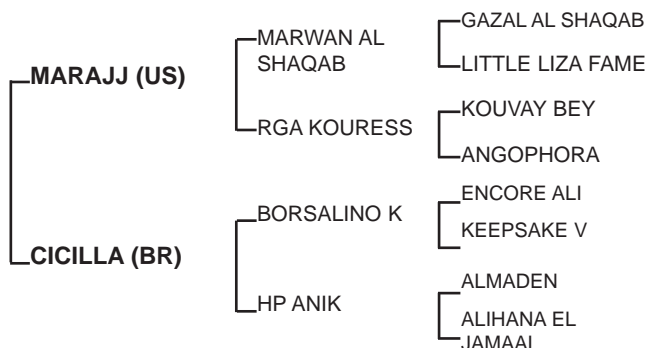 GAZAL AL SHAQAB
MARWAN AL
SHAQAB
LITTLE LIZA FAME
MARAJJ (US)
KOUVAY BEY
RGA KOURESS
ANGOPHORA
ENCORE ALI
BORSALINO K
KEEPSAKE V
CICILLA (BR)
ALMADEN
HP ANIK
ALIHANA EL
JAMAAL